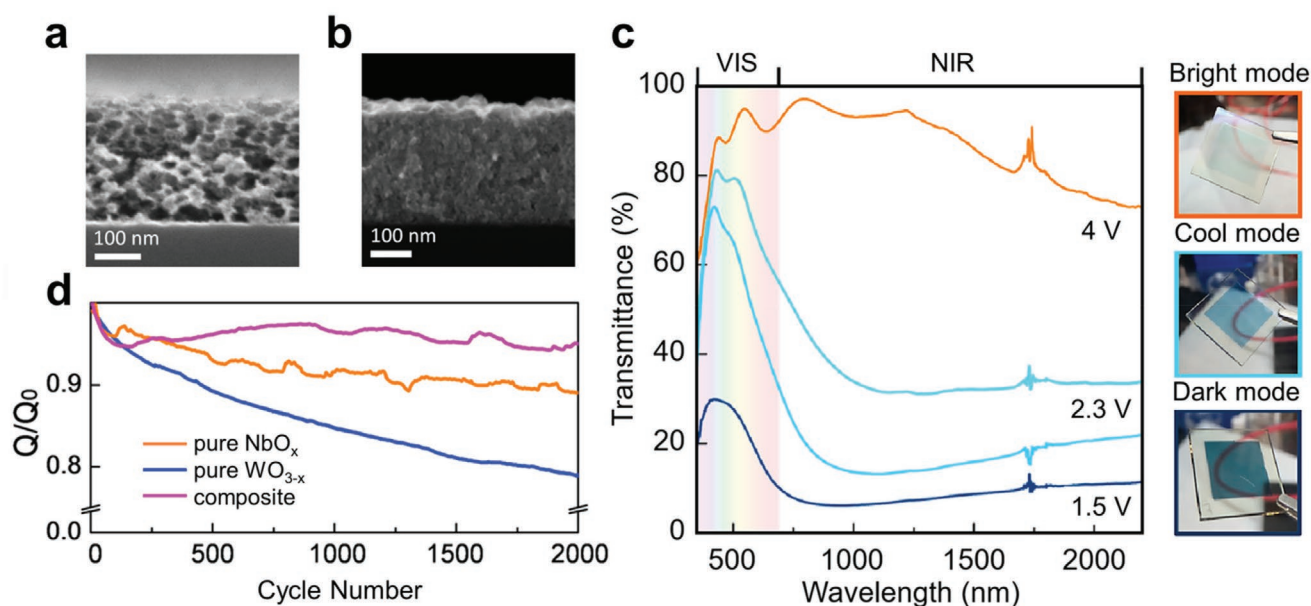 a
100 nm
b
100 nm
c
VIS
NIR
100
80
60
40
20
0
Transmittance (%)
4 V
2.3 V
1.5 V
500
1000
1500
2000
Wavelength (nm)
Bright mode
Cool mode
Dark mode
d
0.9
0.8
0.0
Q/Q₀
pure NbOₓ
pure WO₃₋ₓ
composite
0
500
1000
1500
2000
Cycle Number